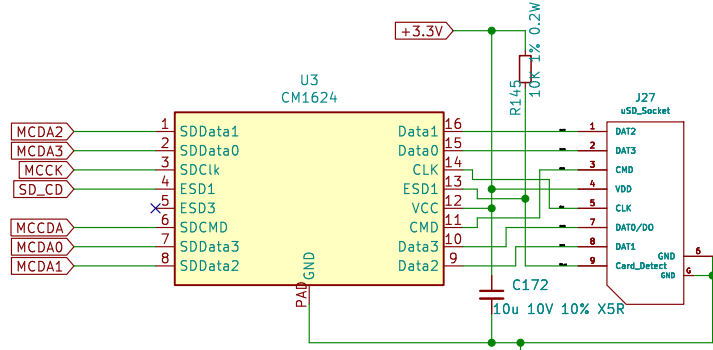 +3.3V
R145
10K 1% 0.2W
U3
CM1624
J27
uSD_Socket
MCDA2 1 SDData1 Data1 16 1 DAT2
MCDA3 2 SDData0 Data0 15 2 DAT3
MCCK 3 SDClk CLK 14 3 CMD
SD_CD 4 ESD1 ESD1 13 4 VDD
5 ESD3 VCC 12 5 CLK
MCCDA 6 SDCMD CMD 11 7 DAT0/DO
MCDA0 7 SDData3 Data3 10 8 DAT1
MCDA1 8 SDData2 Data2 9 9 Card_Detect
GND 6
GND G
GND
PAD
C172
10u 10V 10% X5R